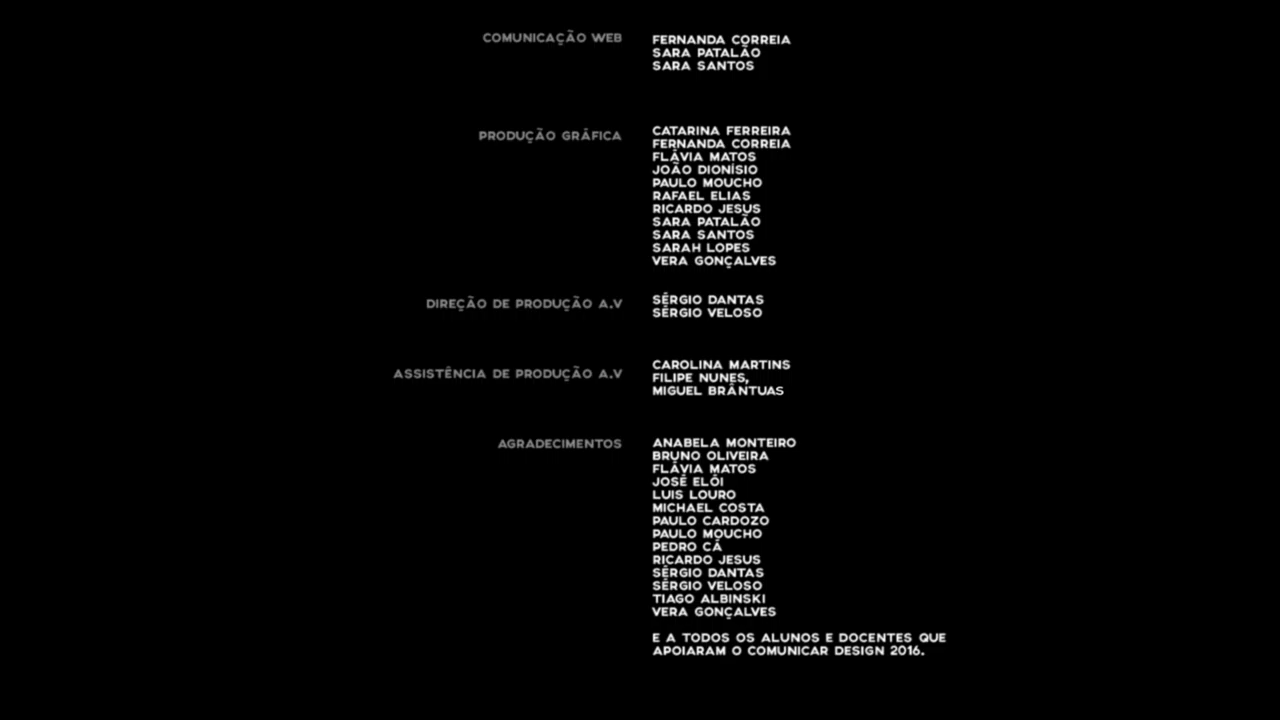 COMUNICAÇÃO WEB
FERNANDA CORREIA
SARA PATALÃO
SARA SANTOS
PRODUÇÃO GRÁFICA
CATARINA FERREIRA
FERNANDA CORREIA
FLÁVIA MATOS
JOÃO DIONÍSIO
PAULO MOUCHO
RAFAEL ELIAS
RICARDO JESUS
SARA PATALÃO
SARA SANTOS
SARAH LOPES
VERA GONÇALVES
DIREÇÃO DE PRODUÇÃO A.V
SÉRGIO DANTAS
SÉRGIO VELOSO
ASSISTÊNCIA DE PRODUÇÃO A.V
CAROLINA MARTINS
FILIPE NUNES,
MIGUEL BRÂNTUAS
AGRADECIMENTOS
ANABELA MONTEIRO
BRUNO OLIVEIRA
FLÁVIA MATOS
JOSÉ ELÓI
LUIS LOURO
MICHAEL COSTA
PAULO CARDOZO
PAULO MOUCHO
PEDRO CÁ
RICARDO JESUS
SÉRGIO DANTAS
SÉRGIO VELOSO
TIAGO ALBINSKI
VERA GONÇALVES
E A TODOS OS ALUNOS E DOCENTES QUE
APOIARAM O COMUNICAR DESIGN 2016.